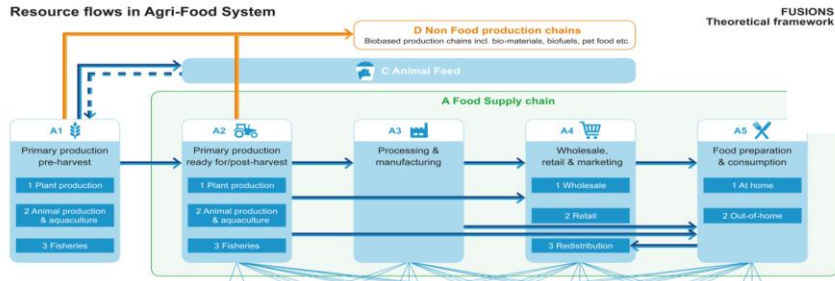 Resource flows in Agri-Food System
FUSIONS
Theoretical framework
D Non Food production chains
Biobased production chains incl. bio-materials, biofuels, pet food etc.
C Animal Feed
A Food Supply chain
A1
Primary production
pre-harvest
1 Plant production
2 Animal production
& aquaculture
3 Fisheries
A2
Primary production
ready for/post-harvest
1 Plant production
2 Animal production
& aquaculture
3 Fisheries
A3
Processing &
manufacturing
A4
Wholesale,
retail & marketing
1 Wholesale
2 Retail
3 Redistribution
A5
Food preparation
& consumption
1 At home
2 Out-of-home